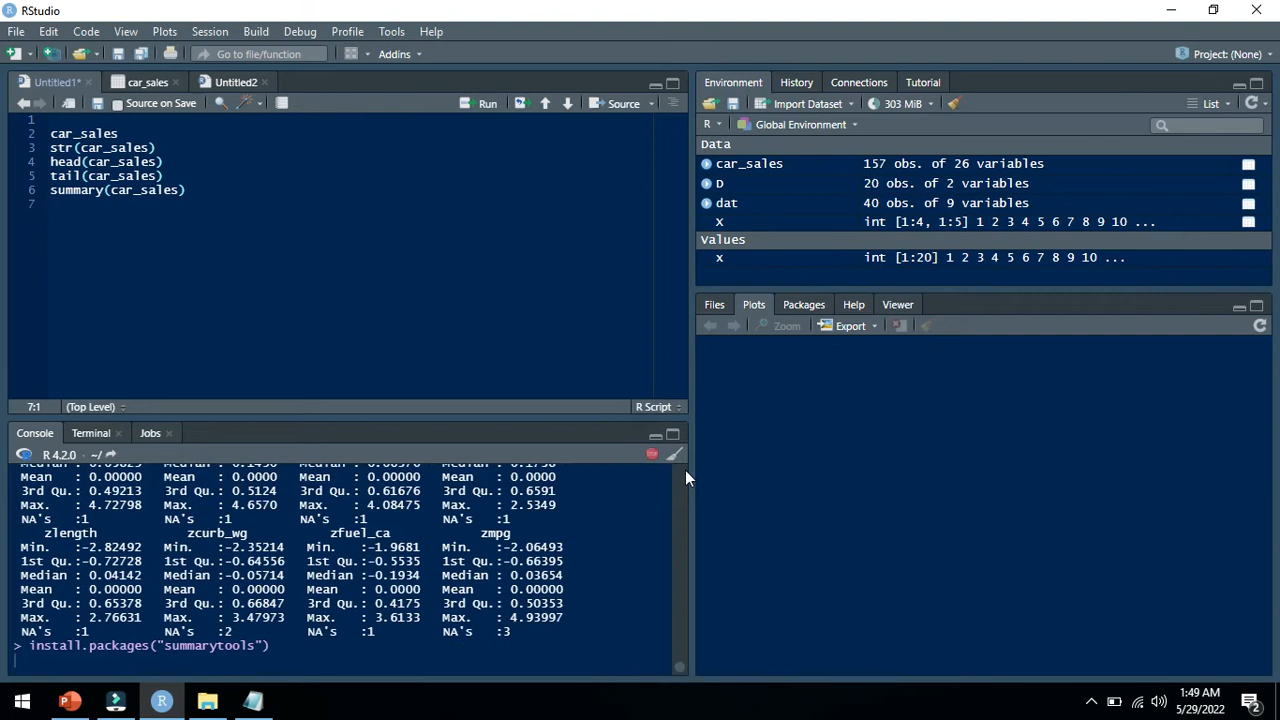 RStudio
File Edit Code View Plots Session Build Debug Profile Tools Help
Go to file/function Addins Project: (None)
Untitled1* car_sales Untitled2
Source on Save Run Source
1
2 car_sales
3 str(car_sales)
4 head(car_sales)
5 tail(car_sales)
6 summary(car_sales)
7
7:1 (Top Level) R Script
Console Terminal Jobs
R 4.2.0 ~/
Mean : 0.00000 Mean : 0.0000 Mean : 0.00000 Mean : 0.0000
3rd Qu.: 0.49213 3rd Qu.: 0.5124 3rd Qu.: 0.61676 3rd Qu.: 0.6591
Max. : 4.72798 Max. : 4.6570 Max. : 4.08475 Max. : 2.5349
NA's :1 NA's :1 NA's :1 NA's :1
zlength zcurb_wg zfuel_ca zmpg
Min. :-2.82492 Min. :-2.35214 Min. :-1.9681 Min. :-2.06493
1st Qu.:-0.72728 1st Qu.:-0.64556 1st Qu.:-0.5535 1st Qu.:-0.66395
Median : 0.04142 Median :-0.05714 Median :-0.1934 Median : 0.03654
Mean : 0.00000 Mean : 0.00000 Mean : 0.0000 Mean : 0.00000
3rd Qu.: 0.65378 3rd Qu.: 0.66847 3rd Qu.: 0.4175 3rd Qu.: 0.50353
Max. : 2.76631 Max. : 3.47973 Max. : 3.6133 Max. : 4.93997
NA's :1 NA's :2 NA's :1 NA's :3
> install.packages("summarytools")
Environment History Connections Tutorial
Import Dataset 303 MiB List
R Global Environment
Data
car_sales 157 obs. of 26 variables
D 20 obs. of 2 variables
dat 40 obs. of 9 variables
X int [1:4, 1:5] 1 2 3 4 5 6 7 8 9 10 ...
Values
x int [1:20] 1 2 3 4 5 6 7 8 9 10 ...
Files Plots Packages Help Viewer
Zoom Export
1:49 AM
5/29/2022
2